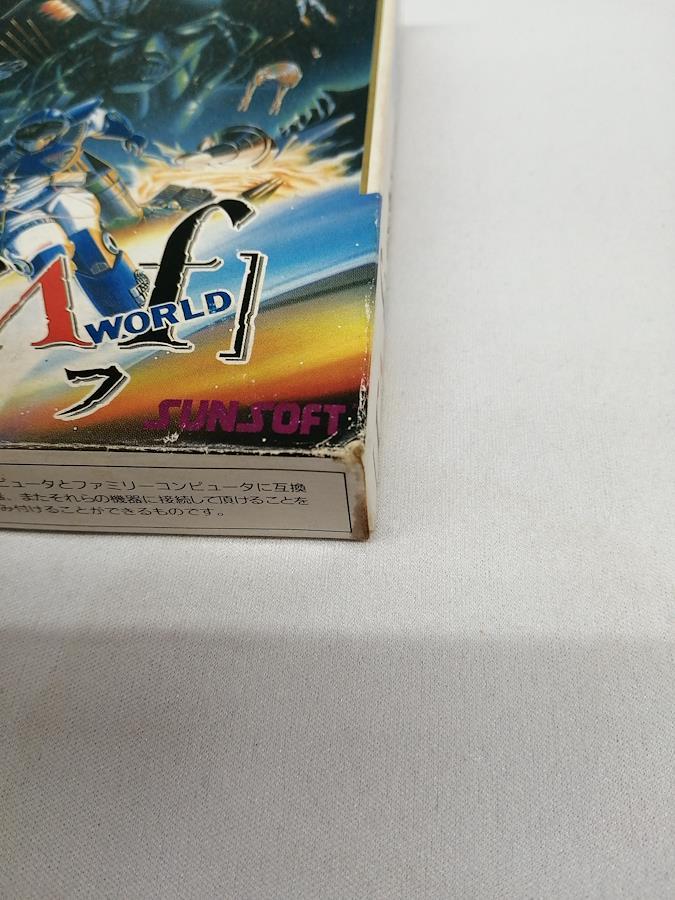 Af]
WORLD
フ
SUNSOFT
ピュータとファミリーコンピュータに互換
、またそれらの機器に接続して頂けることを
み付けることができるものです。